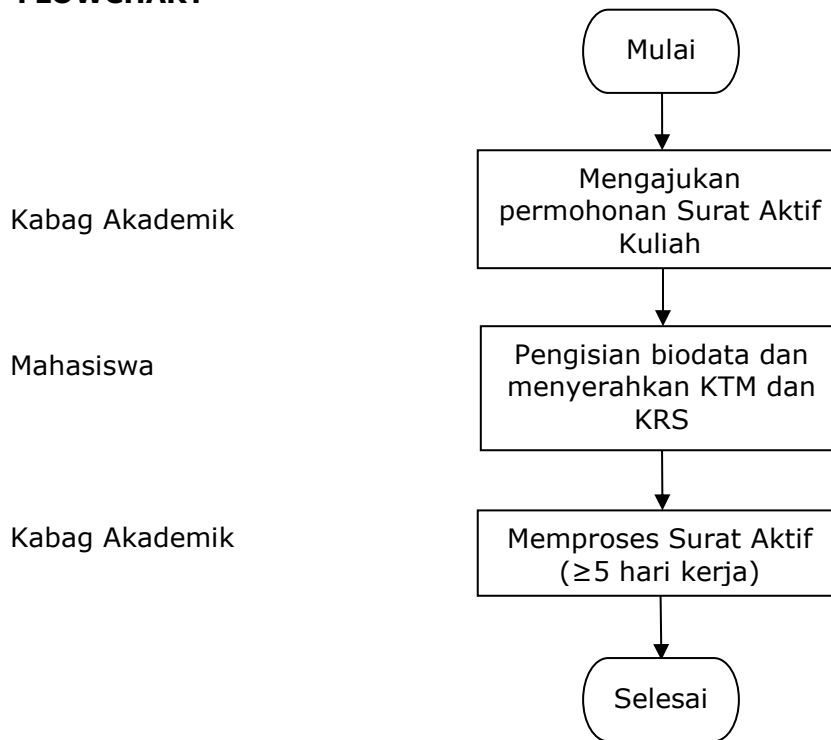 Mulai
Kabag Akademik
Mengajukan
permohonan Surat Aktif
Kuliah
Mahasiswa
Pengisian biodata dan
menyerahkan KTM dan
KRS
Kabag Akademik
Memproses Surat Aktif
(≥5 hari kerja)
Selesai